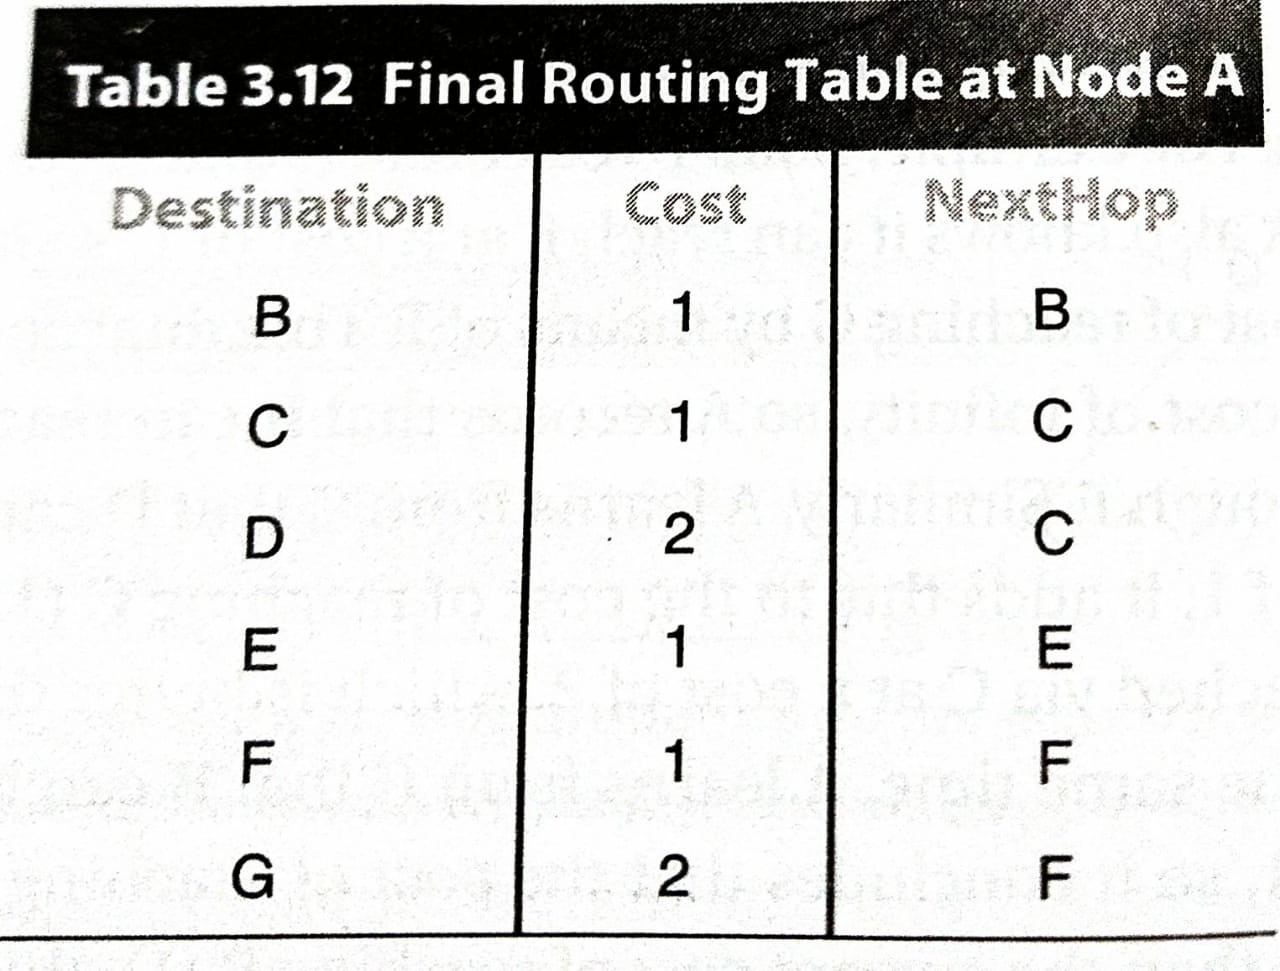 Table 3.12 Final Routing Table at Node A
Destination Cost NextHop
B 1 B
C 1 C
D 2 C
E 1 E
F 1 F
G 2 F